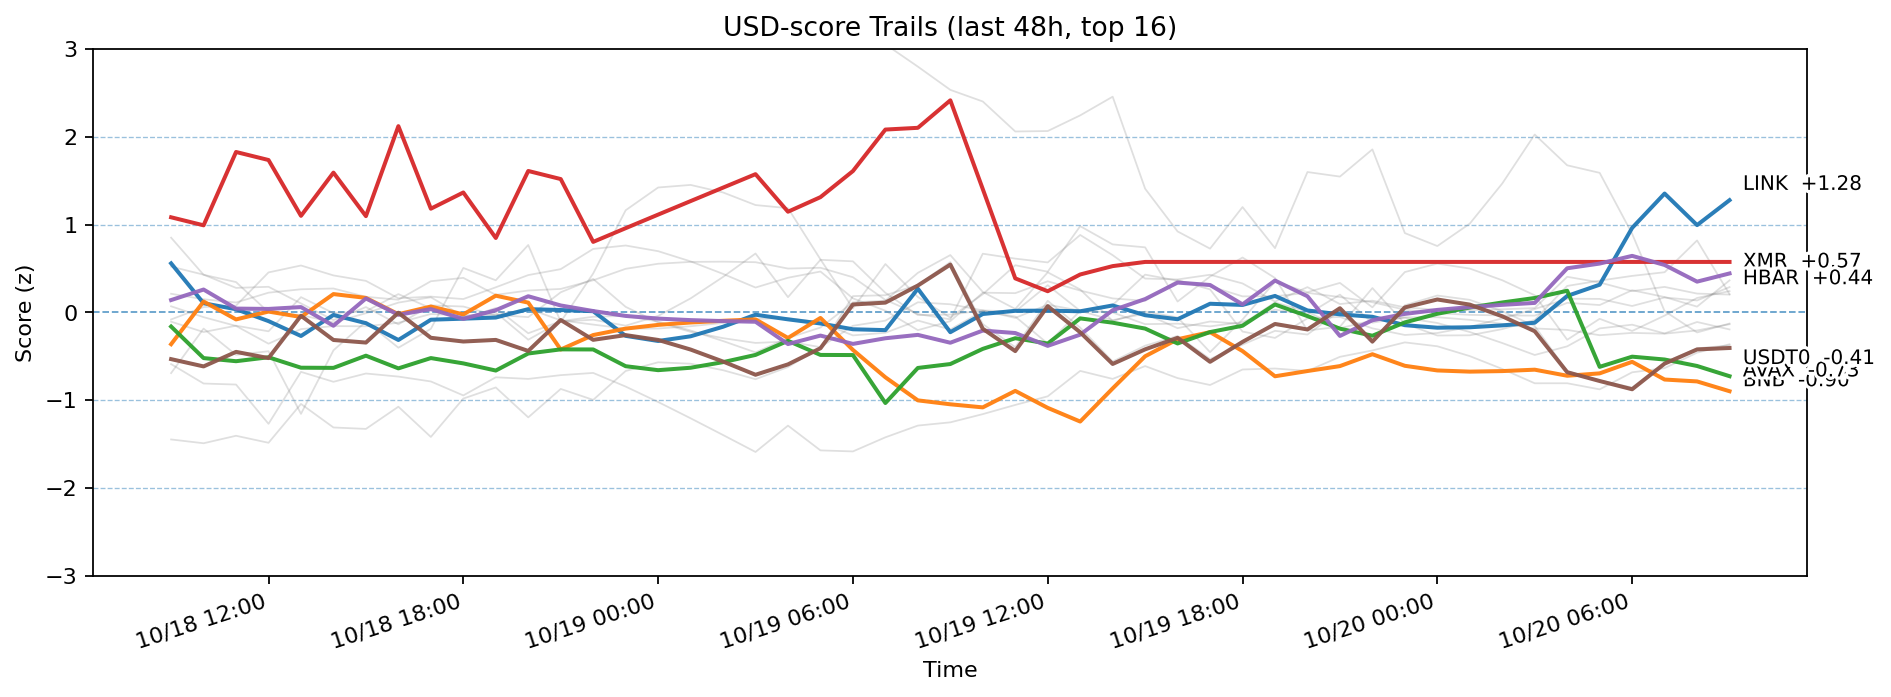 USD-score Trails (last 48h, top 16)
Score (z)
3
2
1
0
−1
−2
−3
LINK +1.28
XMR +0.57
HBAR +0.44
USDT0 -0.41
AVAX -0.73
BNB -0.90
10/18 12:00
10/18 18:00
10/19 00:00
10/19 06:00
10/19 12:00
10/19 18:00
10/20 00:00
10/20 06:00
Time